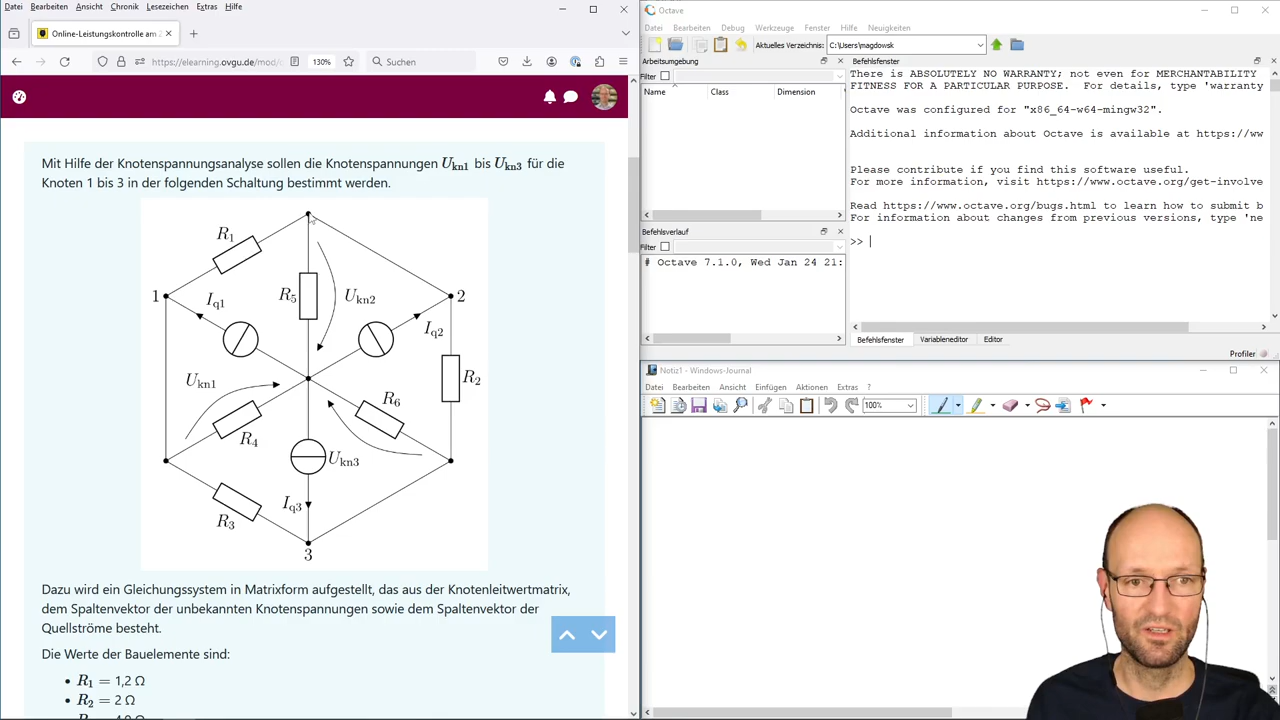 Datei Bearbeiten Ansicht Chronik Lesezeichen Extras Hilfe
Online-Leistungskontrolle am
https://elearning.ovgu.de/mod/
130%
Suchen
Mit Hilfe der Knotenspannungsanalyse sollen die Knotenspannungen Ukn1 bis Ukn3 für die
Knoten 1 bis 3 in der folgenden Schaltung bestimmt werden.
R1
1
Iq1
R5
Ukn2
2
Iq2
R2
Ukn1
R6
R4
Ukn3
Iq3
R3
3
Dazu wird ein Gleichungssystem in Matrixform aufgestellt, das aus der Knotenleitwertmatrix,
dem Spaltenvektor der unbekannten Knotenspannungen sowie dem Spaltenvektor der
Quellströme besteht.
Die Werte der Bauelemente sind:
• R1 = 1,2 Ω
• R2 = 2 Ω
Octave
Datei Bearbeiten Debug Werkzeuge Fenster Hilfe Neuigkeiten
Aktuelles Verzeichnis: C:\Users\magdowsk
Arbeitsumgebung
Filter
Name Class Dimension
Befehlsverlauf
Filter
# Octave 7.1.0, Wed Jan 24 21:
Befehlsfenster
There is ABSOLUTELY NO WARRANTY; not even for MERCHANTABILITY
FITNESS FOR A PARTICULAR PURPOSE. For details, type 'warranty
Octave was configured for "x86_64-w64-mingw32".
Additional information about Octave is available at https://ww
Please contribute if you find this software useful.
For more information, visit https://www.octave.org/get-involve
Read https://www.octave.org/bugs.html to learn how to submit b
For information about changes from previous versions, type 'ne
>>
Befehlsfenster Variableneditor Editor
Profiler
Notiz1 - Windows-Journal
Datei Bearbeiten Ansicht Einfügen Aktionen Extras ?
100%